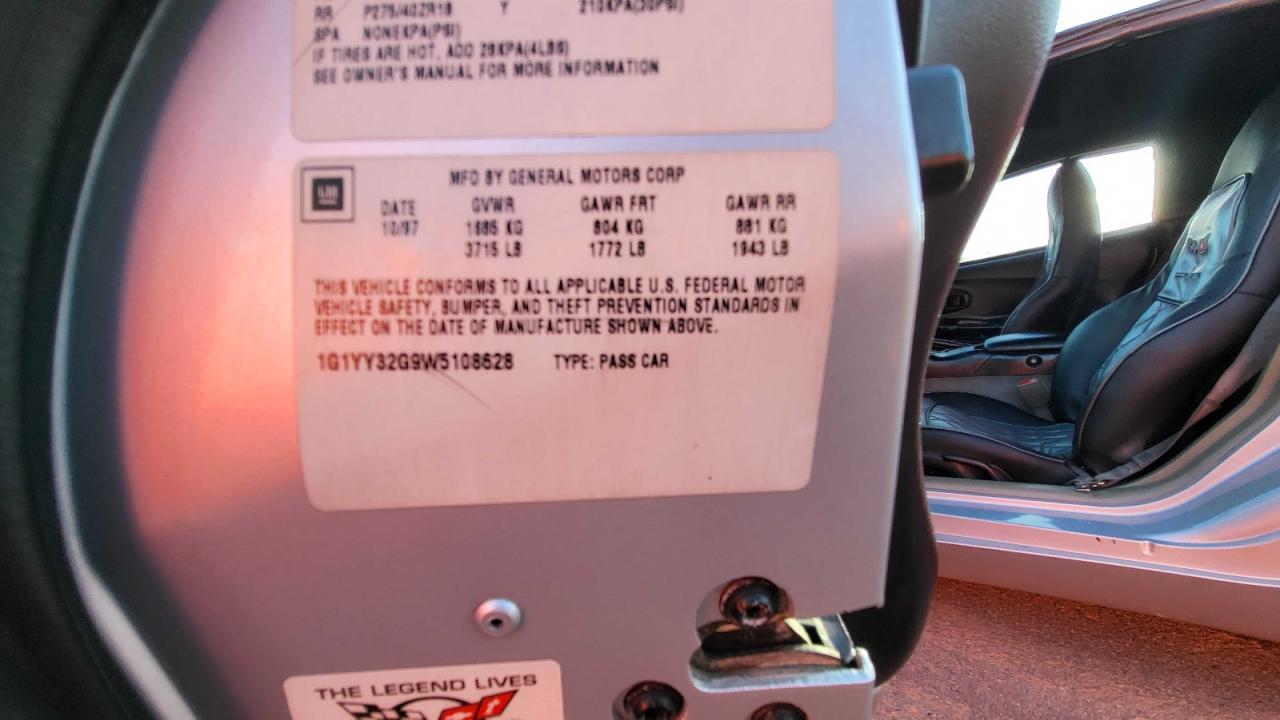 RR P275/40ZR18 Y 210KPA(30PSI)
SPA NONEKPA(PSI)
IF TIRES ARE HOT, ADD 28KPA(4LBS)
SEE OWNER'S MANUAL FOR MORE INFORMATION
GM
MFD BY GENERAL MOTORS CORP
DATE GVWR GAWR FRT GAWR RR
10/97 1685 KG 804 KG 881 KG
3715 LB 1772 LB 1943 LB
THIS VEHICLE CONFORMS TO ALL APPLICABLE U.S. FEDERAL MOTOR
VEHICLE SAFETY, BUMPER, AND THEFT PREVENTION STANDARDS IN
EFFECT ON THE DATE OF MANUFACTURE SHOWN ABOVE.
1G1YY32G9W5108628 TYPE: PASS CAR
THE LEGEND LIVES